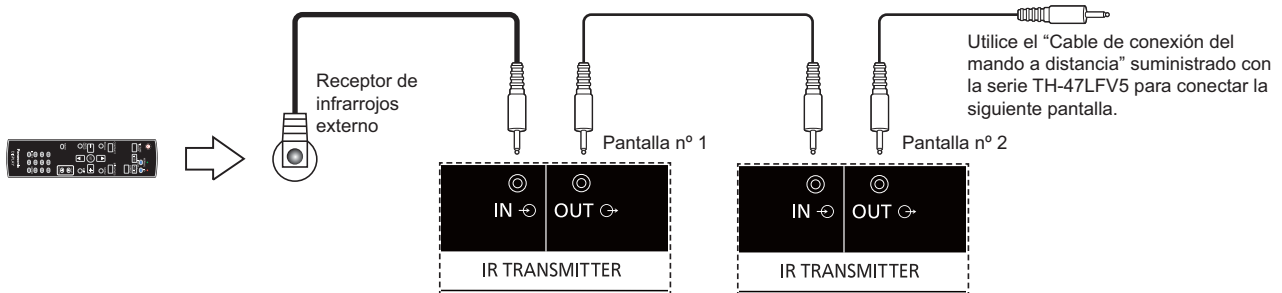 Utilice el “Cable de conexión del
mando a distancia” suministrado con
la serie TH-47LFV5 para conectar la
siguiente pantalla.
Receptor de
infrarrojos
externo
Pantalla nº 1
Pantalla nº 2
IN OUT
IN OUT
IR TRANSMITTER
IR TRANSMITTER